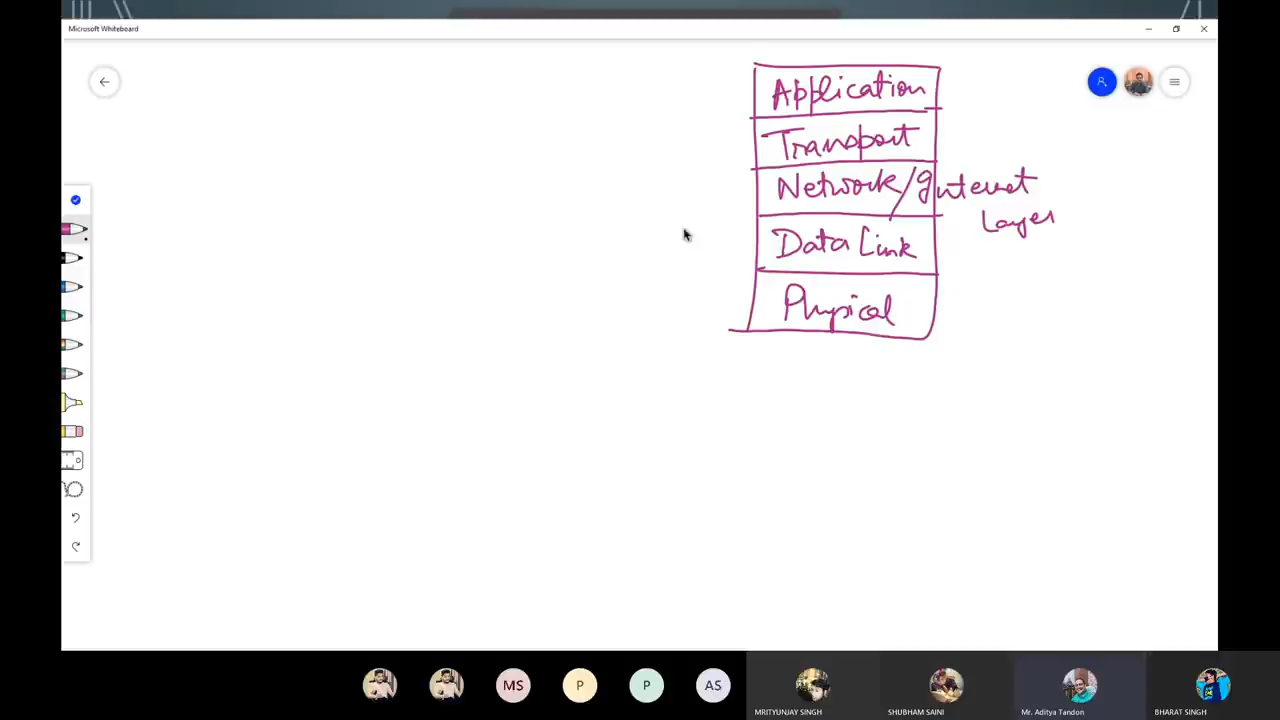 Microsoft Whiteboard
Application
Transport
Network/Internet
Layer
Data Link
Physical
MS
P
P
AS
MRITYUNJAY SINGH
SHUBHAM SAINI
Mr. Aditya Tandon
BHARAT SINGH